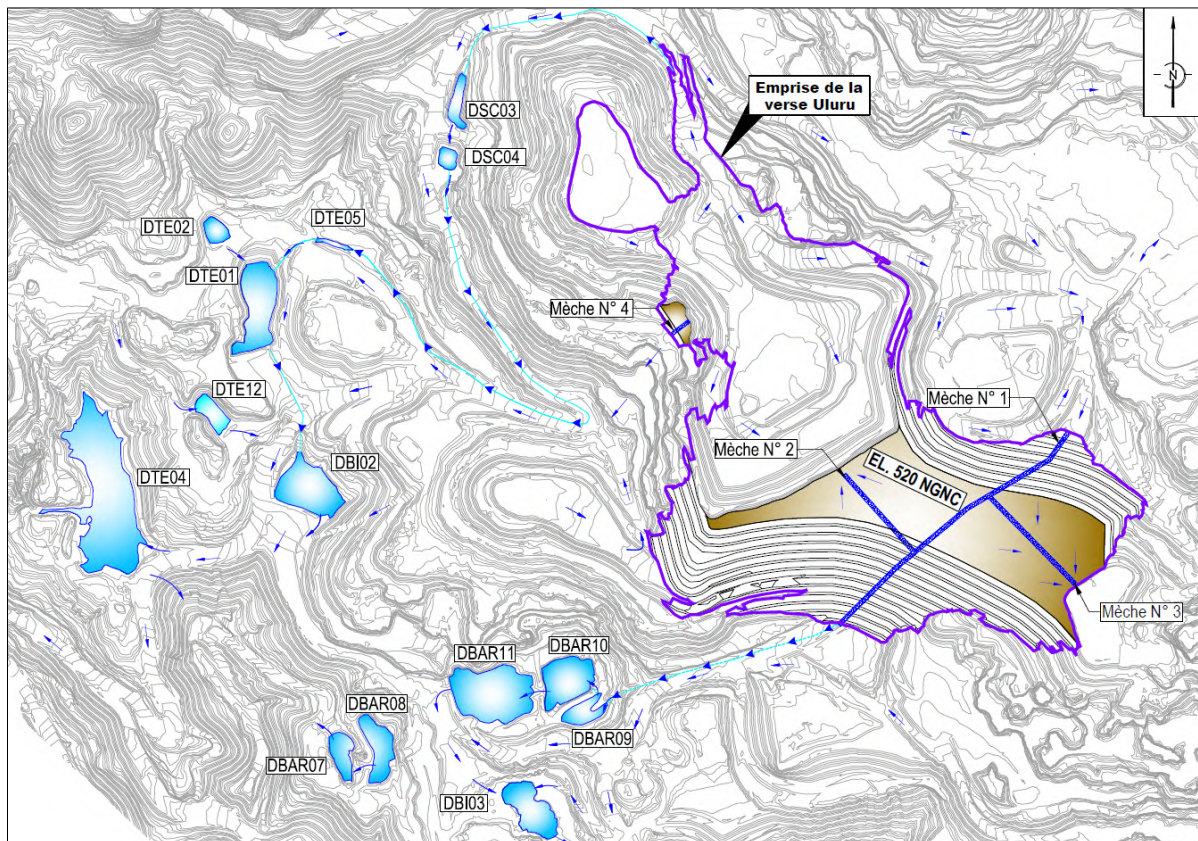 N
Emprise de la
verse Uluru
DSC03
DSC04
DTE02
DTE05
DTE01
Mèche N° 4
DTE12
Mèche N° 1
Mèche N° 2
EL. 520 NGNC
DTE04
DBI02
Mèche N° 3
DBAR11
DBAR10
DBAR08
DBAR09
DBAR07
DBI03